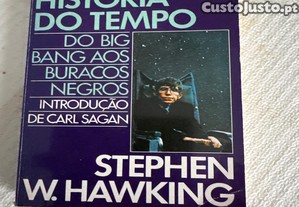 CustoJusto.pt
HISTÓRIA
DO TEMPO
DO BIG
BANG AOS
BURACOS
NEGROS
INTRODUÇÃO
DE CARL SAGAN
STEPHEN
W. HAWKING